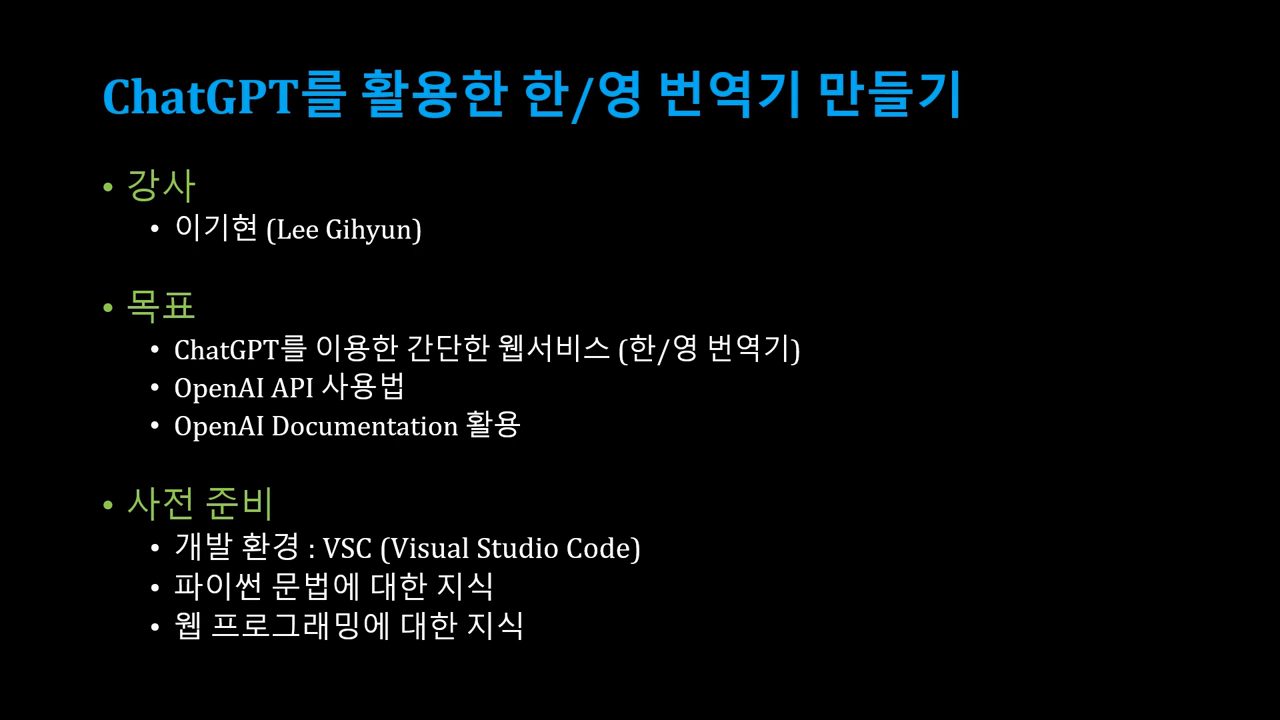 ChatGPT를 활용한 한/영 번역기 만들기
• 강사
• 이기현 (Lee Gihyun)
• 목표
• ChatGPT를 이용한 간단한 웹서비스 (한/영 번역기)
• OpenAI API 사용법
• OpenAI Documentation 활용
• 사전 준비
• 개발 환경 : VSC (Visual Studio Code)
• 파이썬 문법에 대한 지식
• 웹 프로그래밍에 대한 지식